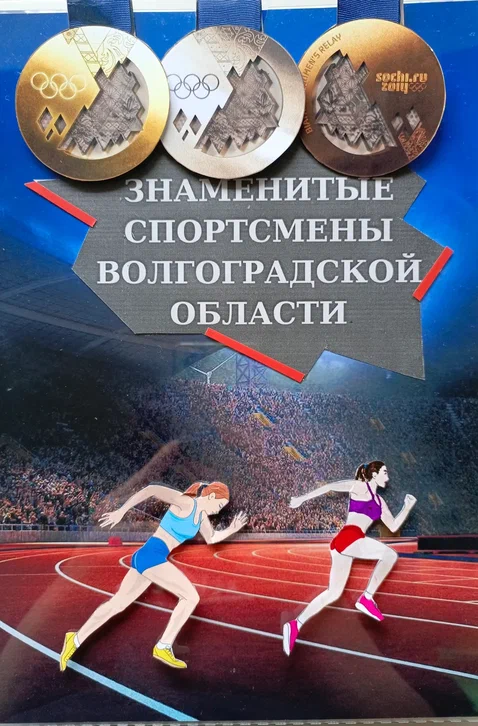 sochi.ru
2014
ЗНАМЕНИТЫЕ
СПОРТСМЕНЫ
ВОЛГОГРАДСКОЙ
ОБЛАСТИ